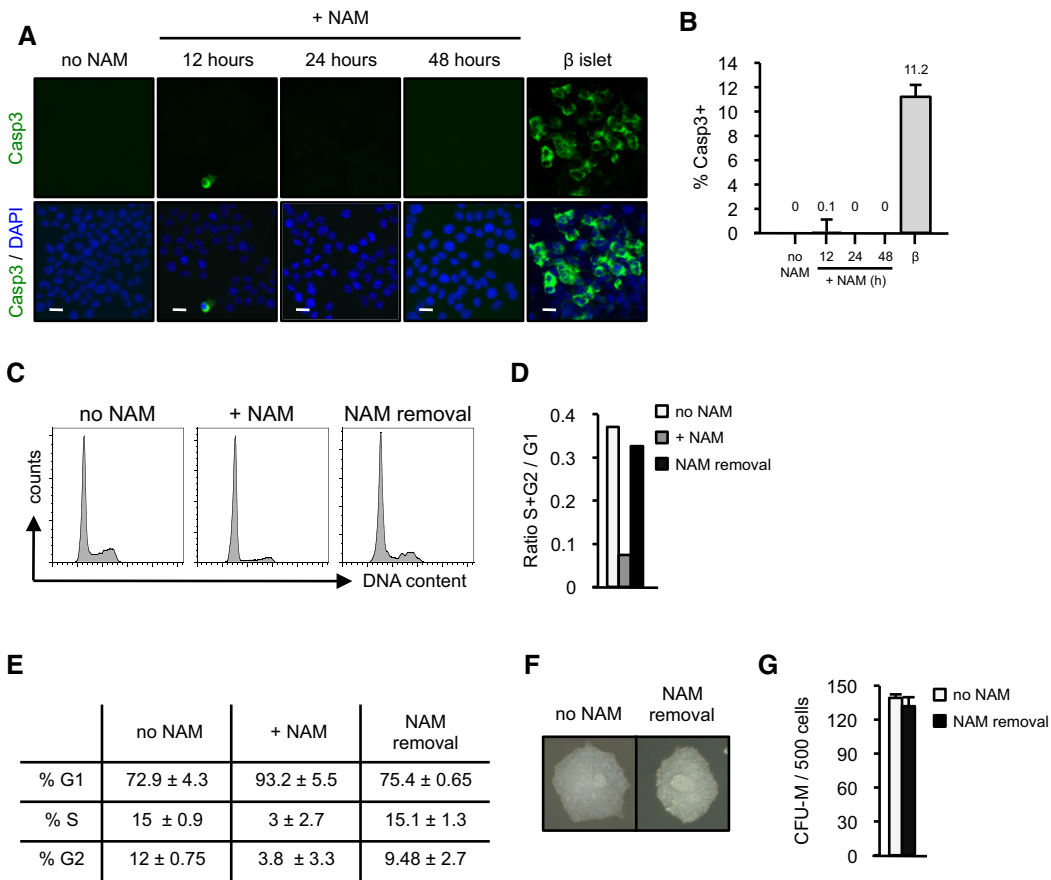 A
+ NAM
no NAM
12 hours
24 hours
48 hours
β islet
Casp3
Casp3 / DAPI
B
% Casp3+
14
12
10
8
6
4
2
0
0
0.1
0
0
11.2
no NAM
12
24
48
β
+ NAM (h)
C
no NAM
+ NAM
NAM removal
counts
DNA content
D
Ratio S+G2 / G1
0.4
0.3
0.2
0.1
0
no NAM
+ NAM
NAM removal
E
no NAM + NAM NAM removal
% G1 72.9 ± 4.3 93.2 ± 5.5 75.4 ± 0.65
% S 15 ± 0.9 3 ± 2.7 15.1 ± 1.3
% G2 12 ± 0.75 3.8 ± 3.3 9.48 ± 2.7
F
no NAM
NAM
removal
G
CFU-M / 500 cells
150
120
90
60
30
0
no NAM
NAM removal